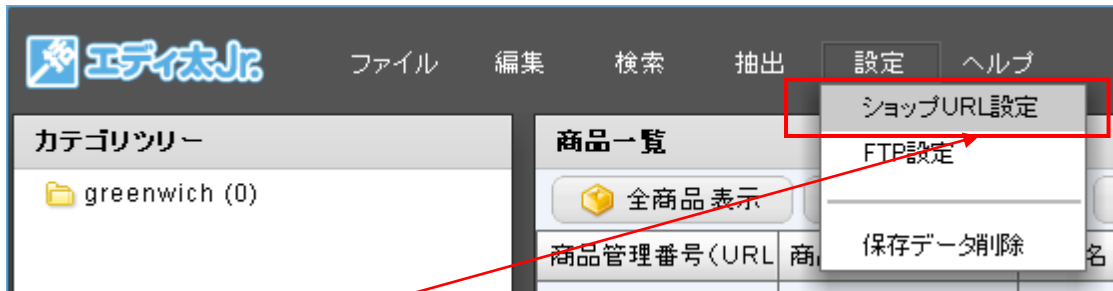 エディ太Jr. ファイル 編集 検索 抽出 設定 ヘルプ
ショップURL設定
FTP設定
保存データ削除
カテゴリツリー
greenwich (0)
商品一覧
全商品表示
商品管理番号(URL 商 名